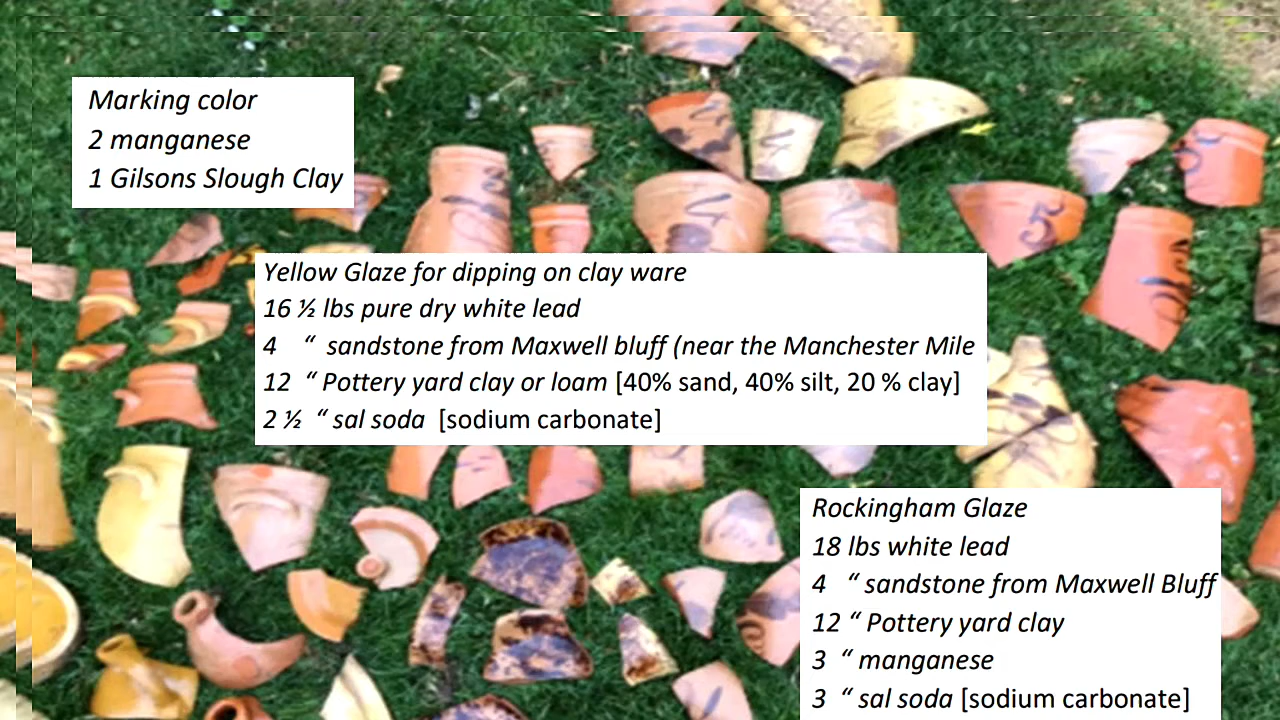 Marking color
2 manganese
1 Gilsons Slough Clay
Yellow Glaze for dipping on clay ware
16 ½ lbs pure dry white lead
4 “ sandstone from Maxwell bluff (near the Manchester Mile
12 “ Pottery yard clay or loam [40% sand, 40% silt, 20 % clay]
2 ½ “ sal soda [sodium carbonate]
Rockingham Glaze
18 lbs white lead
4 “ sandstone from Maxwell Bluff
12 “ Pottery yard clay
3 “ manganese
3 “ sal soda [sodium carbonate]